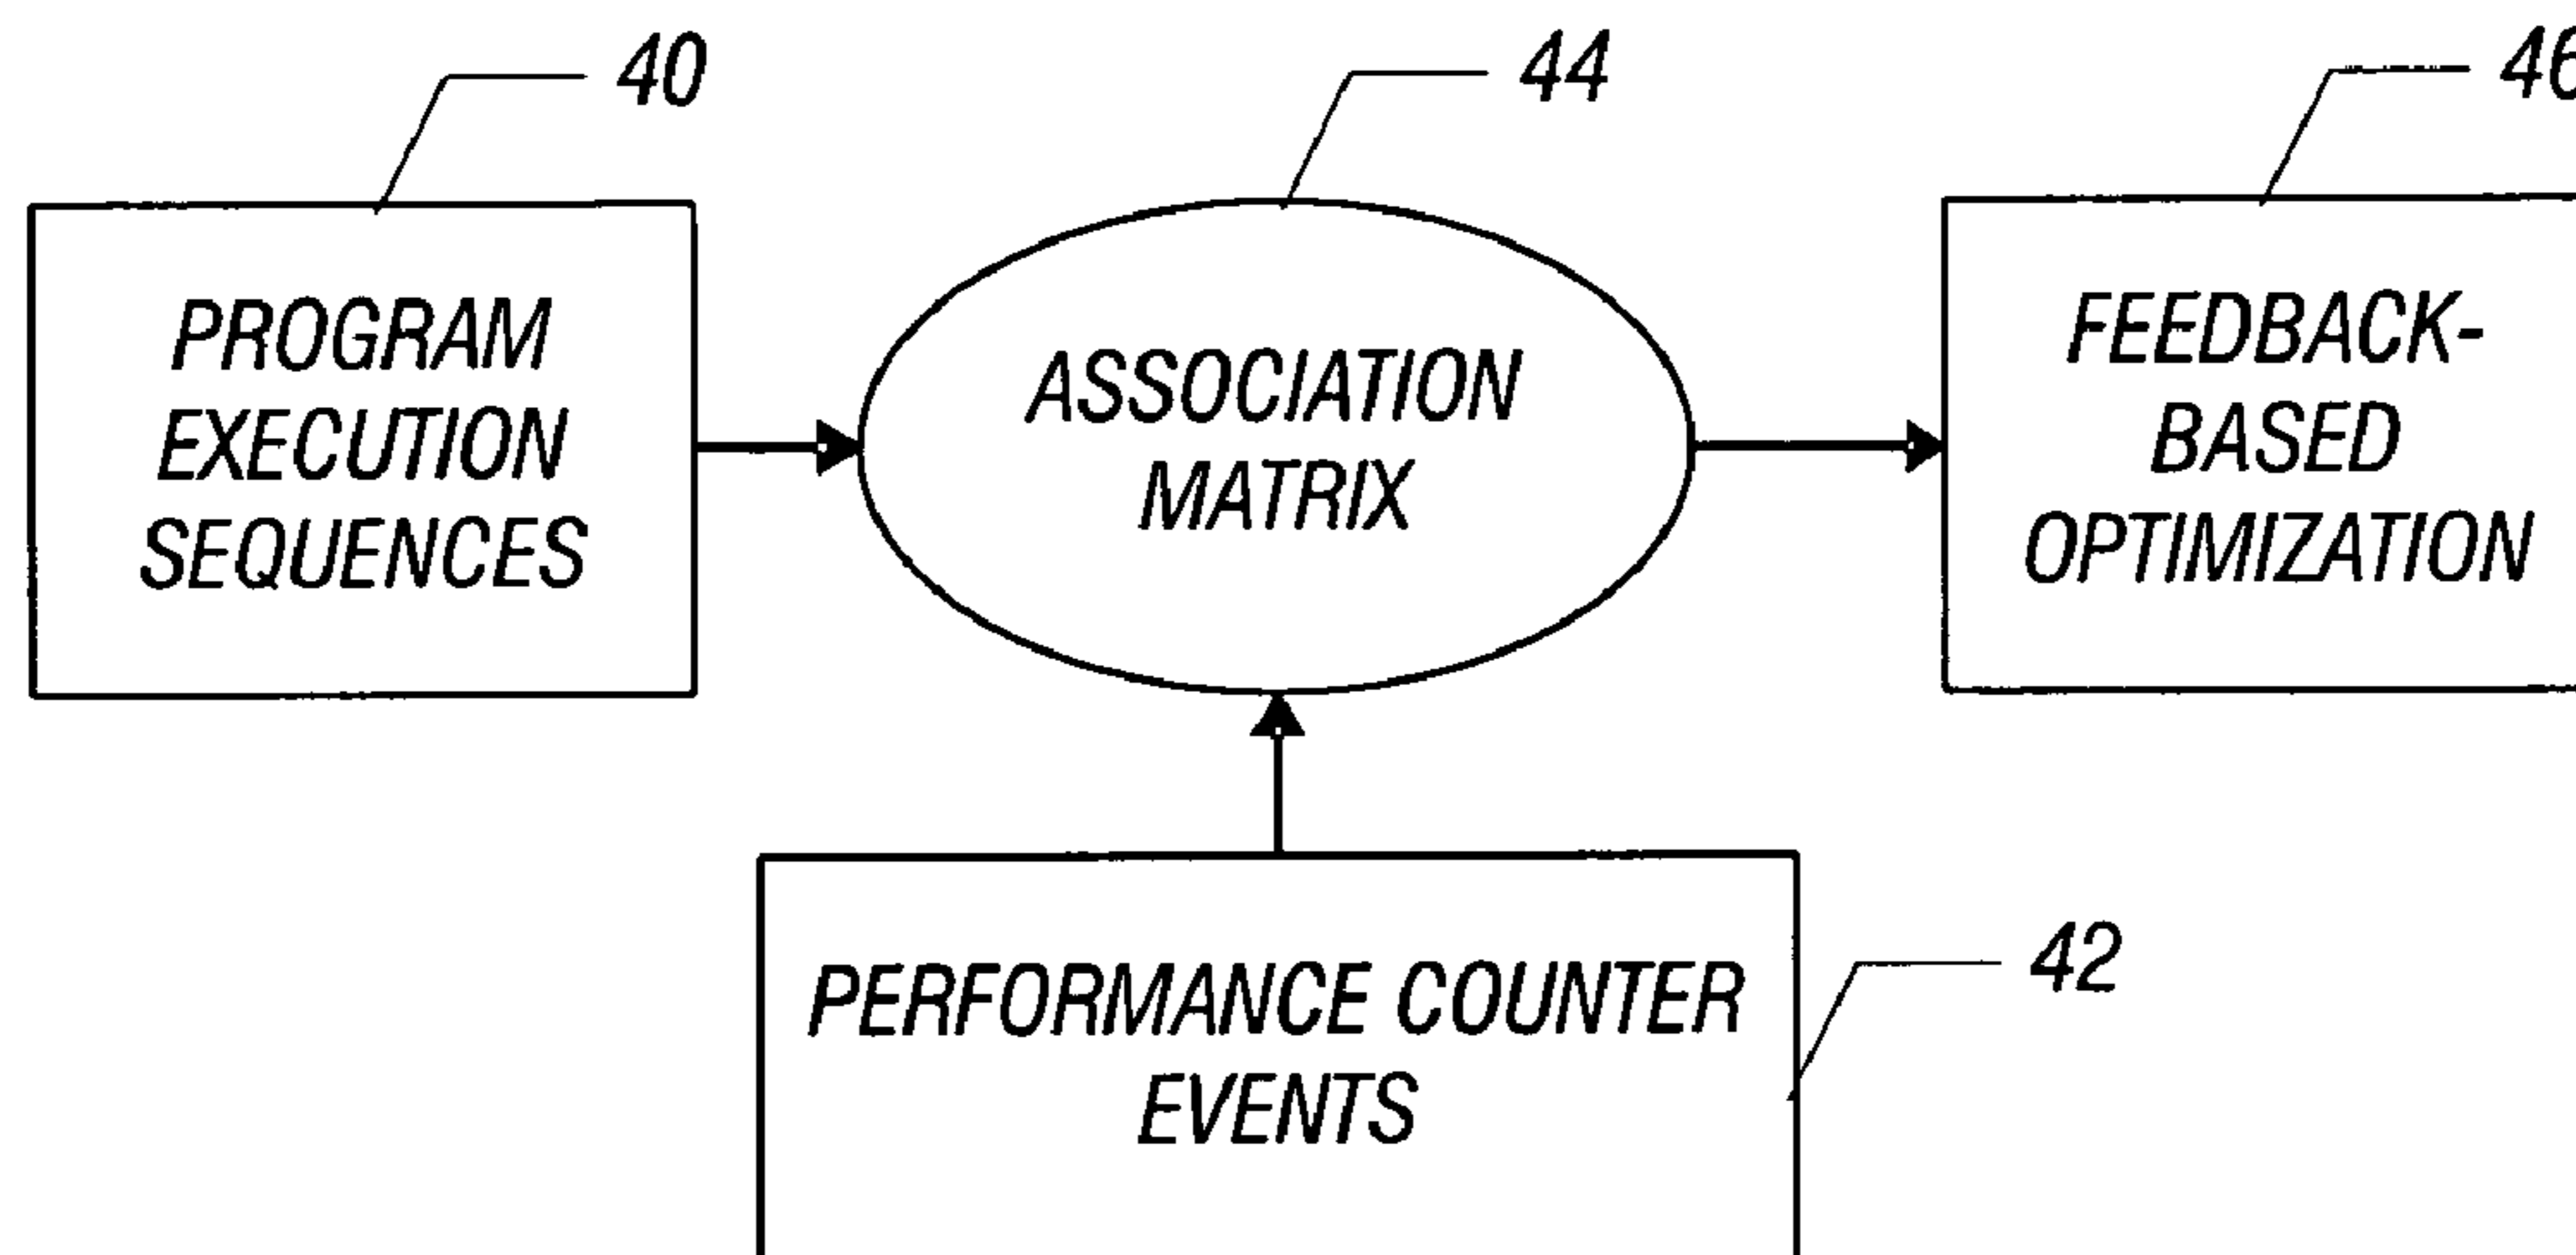 40
44
46
PROGRAM
EXECUTION
SEQUENCES
ASSOCIATION
MATRIX
FEEDBACK-
BASED
OPTIMIZATION
PERFORMANCE COUNTER
EVENTS
42